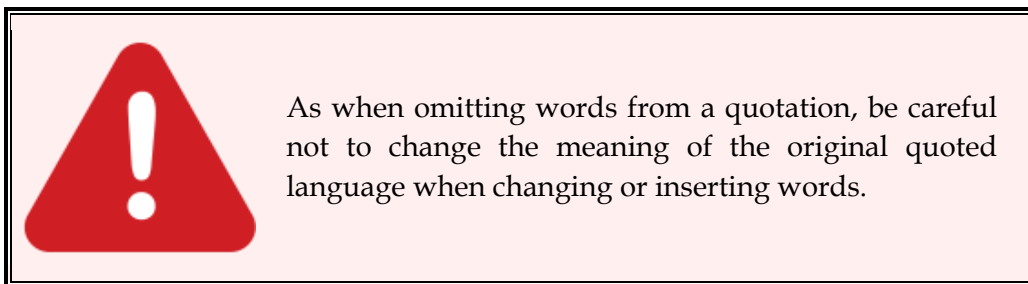 As when omitting words from a quotation, be careful
not to change the meaning of the original quoted
language when changing or inserting words.